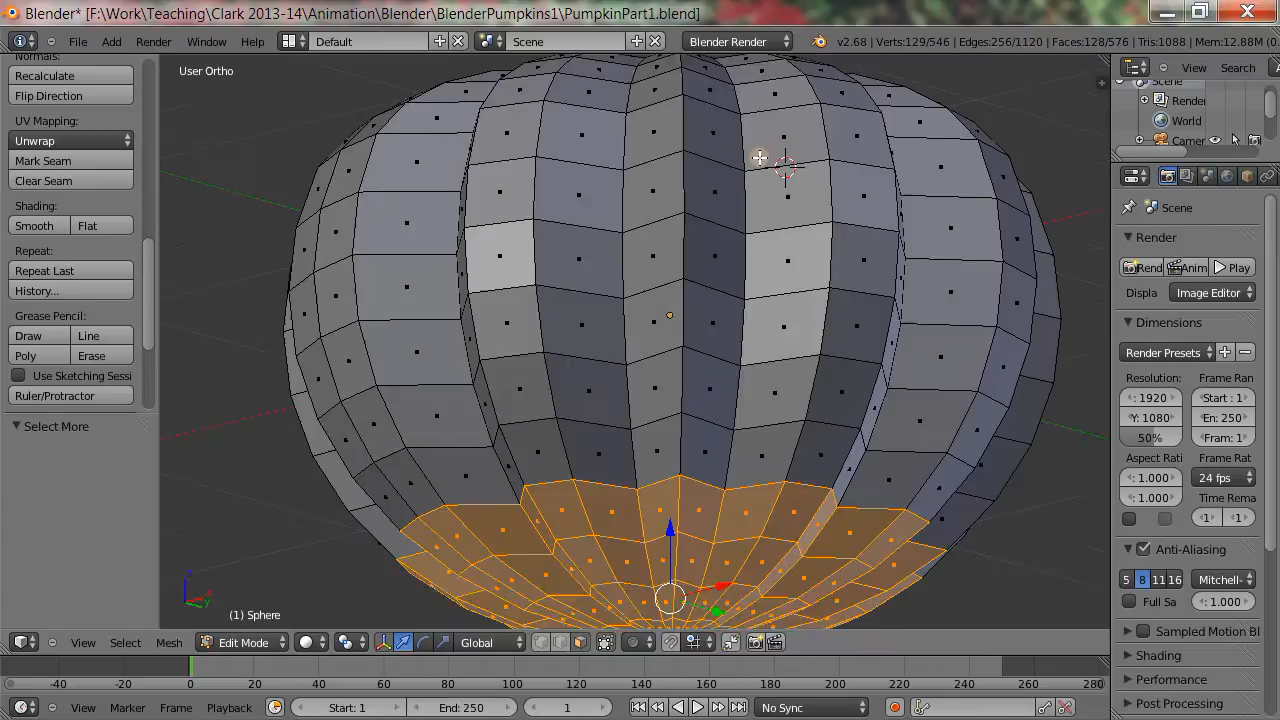 Blender* [F:\Work\Teaching\Clark 2013-14\Animation\Blender\BlenderPumpkins1\PumpkinPart1.blend]
File Add Render Window Help Default Scene Blender Render v2.68 | Verts:129/546 | Edges:256/1120 | Faces:128/576 | Tris:1088 | Mem:12.88M
View Search
Normals:
Recalculate
Flip Direction
UV Mapping:
Unwrap
Mark Seam
Clear Seam
Shading:
Smooth Flat
Repeat:
Repeat Last
History...
Grease Pencil:
Draw Line
Poly Erase
Use Sketching Sessi
Ruler/Protractor
Select More
User Ortho
z
y
(1) Sphere
Scene
Render
World
Camer
Scene
Render
Rend Anim Play
Displa Image Editor
Dimensions
Render Presets
Resolution: Frame Ran
: 1920 Start : 1
Y: 1080 En: 250
50% Fram: 1
Aspect Rati Frame Rat
: 1.000 24 fps
: 1.000 Time Rema
1 1
Anti-Aliasing
5 8 11 16 Mitchell-
Full Sa : 1.000
Sampled Motion Bl
Shading
Performance
Post Processing
View Select Mesh Edit Mode Global
-40 -20 0 20 40 60 80 100 120 140 160 180 200 220 240 260 280
View Marker Frame Playback Start: 1 End: 250 1 No Sync